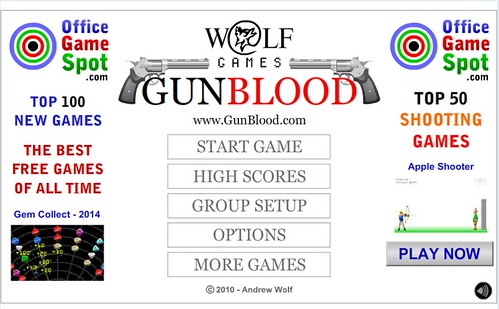 Office
Game
Spot
.com
TOP 100
NEW GAMES
THE BEST
FREE GAMES
OF ALL TIME
Gem Collect - 2014
WOLF
GAMES
GUNBLOOD
www.GunBlood.com
START GAME
HIGH SCORES
GROUP SETUP
OPTIONS
MORE GAMES
© 2010 - Andrew Wolf
Office
Game
Spot
.com
TOP 50
SHOOTING
GAMES
Apple Shooter
PLAY NOW